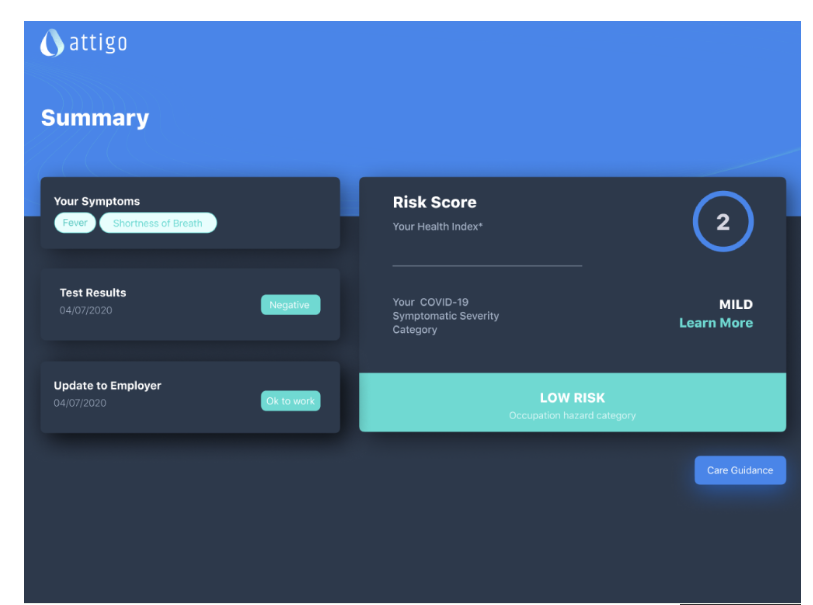 attigo
Summary
Your Symptoms
Fever
Shortness of Breath
Test Results
04/07/2020
Negative
Update to Employer
04/07/2020
Ok to work
Risk Score
Your Health Index*
2
Your COVID-19
Symptomatic Severity
Category
MILD
Learn More
LOW RISK
Occupation hazard category
Care Guidance